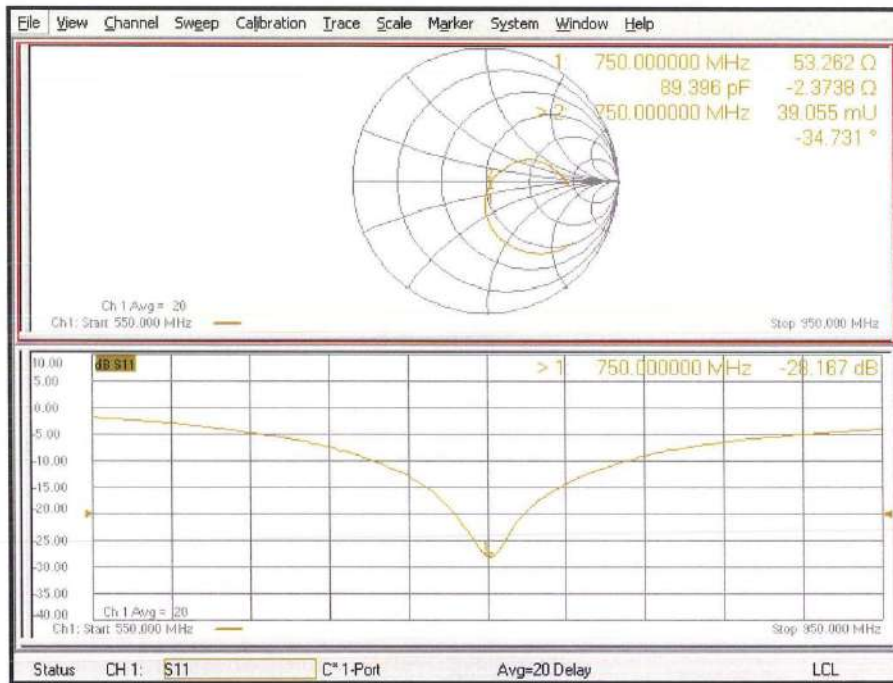 File View Channel Sweep Calibration Trace Scale Marker System Window Help
1: 750.000000 MHz 53.262 Ω
89.396 pF -2.3738 Ω
> 2: 750.000000 MHz 39.055 mU
-34.731 °
Ch 1 Avg = 20
Ch1: Start 550.000 MHz Stop 950.000 MHz
10.00 dB S11 > 1: 750.000000 MHz -28.167 dB
5.00
0.00
-5.00
-10.00
-15.00
-20.00
-25.00
-30.00
-35.00
-40.00
Ch 1 Avg = 20
Ch1: Start 550.000 MHz Stop 950.000 MHz
Status CH 1: S11 C* 1-Port Avg=20 Delay LCL